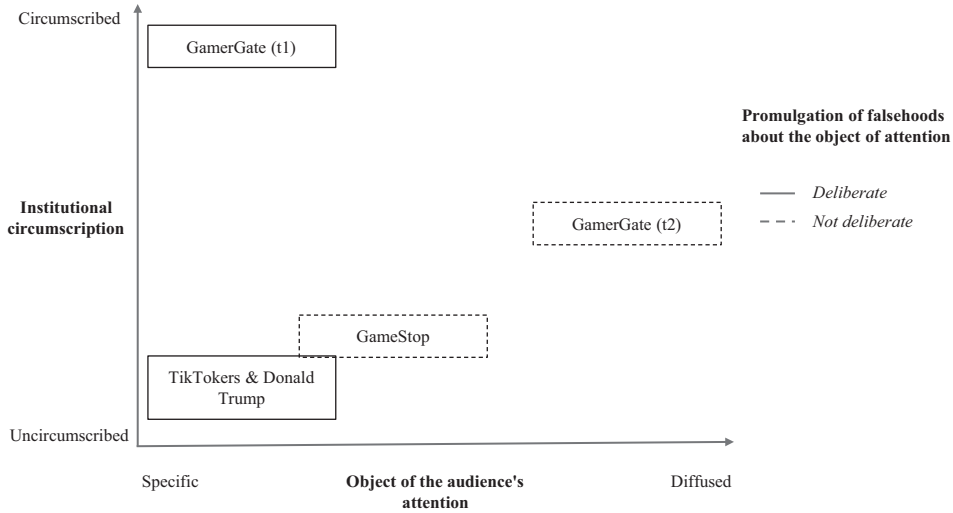 Circumscribed
GamerGate (t1)
Promulgation of falsehoods
about the object of attention
Deliberate
Not deliberate
Institutional
circumscription
GamerGate (t2)
GameStop
TikTokers & Donald
Trump
Uncircumscribed
Specific
Object of the audience's
attention
Diffused